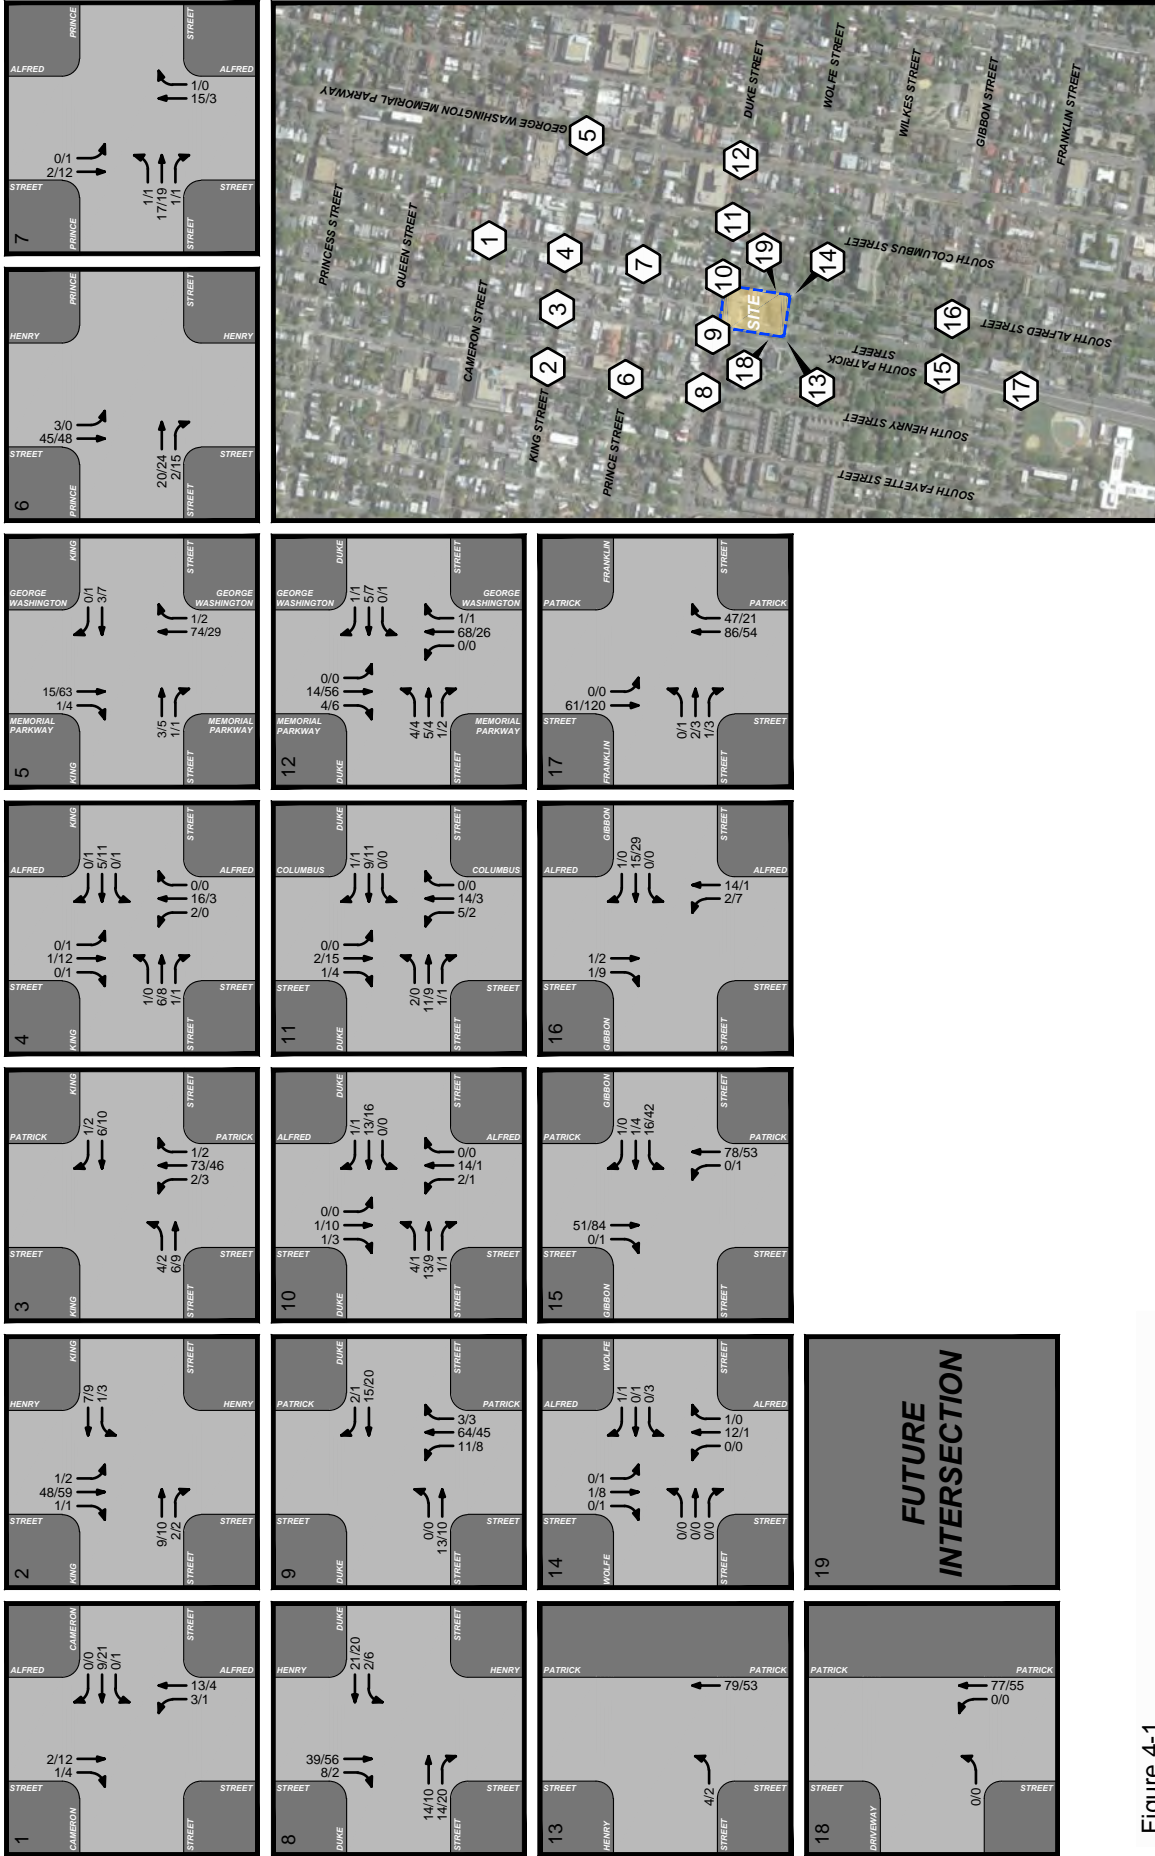 1
ALFRED
STREET
CAMERON
CAMERON
STREET
STREET
ALFRED
2/12
1/4
0/0
9/21
0/1
13/4
3/1
2
HENRY
STREET
KING
KING
STREET
STREET
HENRY
STREET
1/2
48/59
1/1
7/9
1/3
9/10
2/2
3
PATRICK
STREET
KING
KING
STREET
STREET
PATRICK
STREET
1/2
6/10
1/2
73/46
2/3
4/2
6/9
4
ALFRED
STREET
KING
KING
STREET
STREET
ALFRED
STREET
0/1
1/12
0/1
0/1
5/11
0/1
0/0
16/3
2/0
1/0
6/8
1/1
5
GEORGE
WASHINGTON
MEMORIAL
PARKWAY
KING
KING
STREET
STREET
GEORGE
WASHINGTON
MEMORIAL
PARKWAY
15/63
1/4
0/1
3/7
1/2
74/29
3/5
1/1
6
HENRY
STREET
PRINCE
PRINCE
STREET
STREET
HENRY
STREET
3/0
45/48
20/24
2/15
7
ALFRED
STREET
PRINCE
PRINCE
STREET
STREET
ALFRED
STREET
0/1
2/12
1/0
15/3
1/1
17/19
1/1
8
HENRY
STREET
DUKE
DUKE
STREET
STREET
HENRY
STREET
39/56
8/2
21/20
2/6
14/10
14/20
9
PATRICK
STREET
DUKE
DUKE
STREET
STREET
PATRICK
STREET
2/1
15/20
3/3
64/45
11/8
0/0
13/10
10
ALFRED
STREET
DUKE
DUKE
STREET
STREET
ALFRED
STREET
0/0
1/10
1/3
1/1
13/16
0/0
0/0
14/1
2/1
4/1
13/9
1/1
11
COLUMBUS
STREET
DUKE
DUKE
STREET
STREET
COLUMBUS
STREET
0/0
2/15
1/4
1/1
9/11
0/0
0/0
14/3
5/2
2/0
11/9
1/1
12
GEORGE
WASHINGTON
MEMORIAL
PARKWAY
DUKE
DUKE
STREET
STREET
GEORGE
WASHINGTON
MEMORIAL
PARKWAY
0/0
14/56
4/6
1/1
5/7
0/1
1/1
68/26
0/0
4/4
5/4
1/2
13
PATRICK
STREET
HENRY
STREET
PATRICK
STREET
79/53
4/2
14
ALFRED
STREET
WOLFE
WOLFE
STREET
STREET
ALFRED
STREET
0/1
1/8
0/1
1/1
0/1
0/3
1/0
12/1
0/0
0/0
0/0
0/0
15
PATRICK
STREET
GIBBON
GIBBON
STREET
STREET
PATRICK
STREET
51/84
0/1
1/0
1/4
16/42
78/53
0/1
16
ALFRED
STREET
GIBBON
GIBBON
STREET
STREET
ALFRED
STREET
1/2
1/9
1/0
15/29
0/0
14/1
2/7
17
PATRICK
STREET
FRANKLIN
FRANKLIN
STREET
STREET
PATRICK
STREET
0/0
61/120
47/21
86/54
0/1
2/3
1/3
18
PATRICK
STREET
DRIVEWAY
PATRICK
STREET
77/55
0/0
0/0
19
FUTURE
INTERSECTION
PRINCESS STREET
QUEEN STREET
CAMERON STREET
KING STREET
PRINCE STREET
GEORGE WASHINGTON MEMORIAL PARKWAY
DUKE STREET
WOLFE STREET
WILKES STREET
GIBBON STREET
FRANKLIN STREET
SOUTH COLUMBUS STREET
SOUTH ALFRED STREET
SOUTH PATRICK
STREET
SOUTH HENRY STREET
SOUTH FAYETTE STREET
SITE
1
2
3
4
5
6
7
8
9
10
11
12
13
14
15
16
17
18
19
Figure 4-1